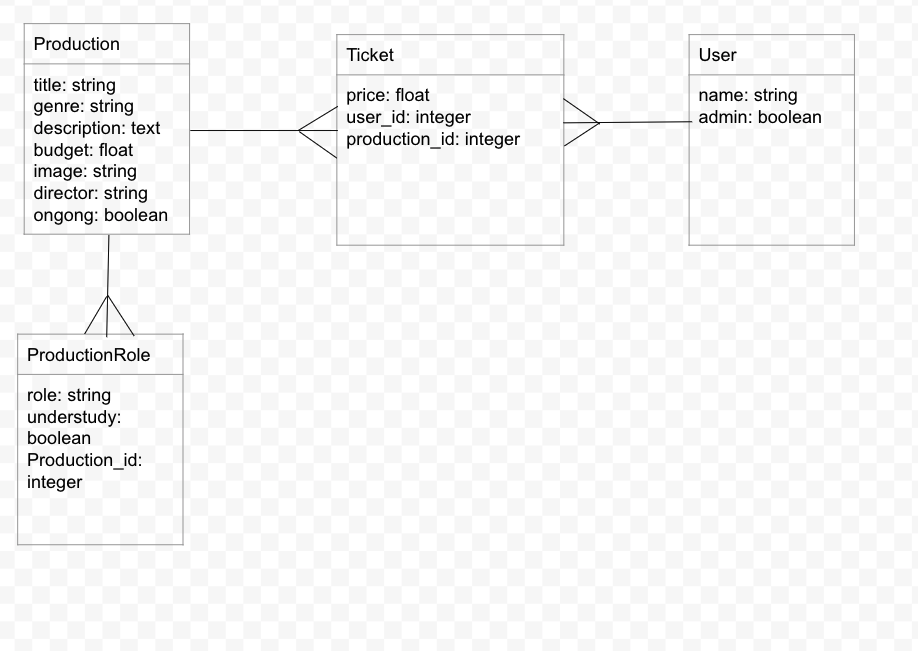 Production
title: string
genre: string
description: text
budget: float
image: string
director: string
ongong: boolean
Ticket
price: float
user_id: integer
production_id: integer
User
name: string
admin: boolean
ProductionRole
role: string
understudy:
boolean
Production_id:
integer